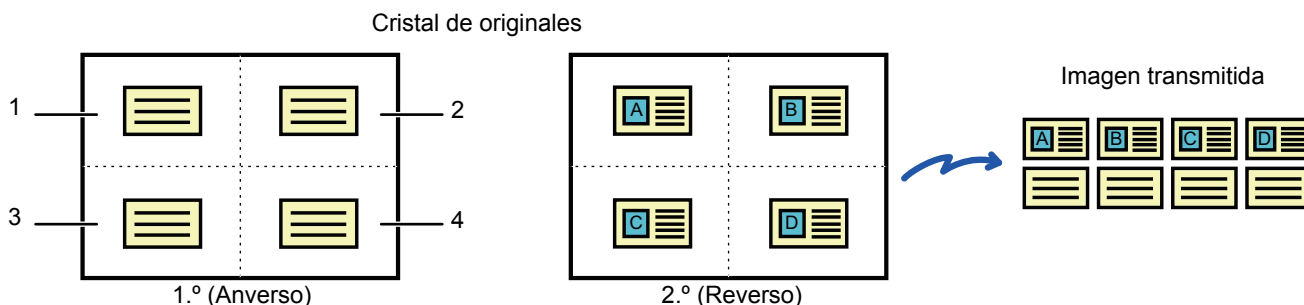 Cristal de originales
Imagen transmitida
1
2
3
4
A
B
C
D
A B C D
1.º (Anverso)
2.º (Reverso)